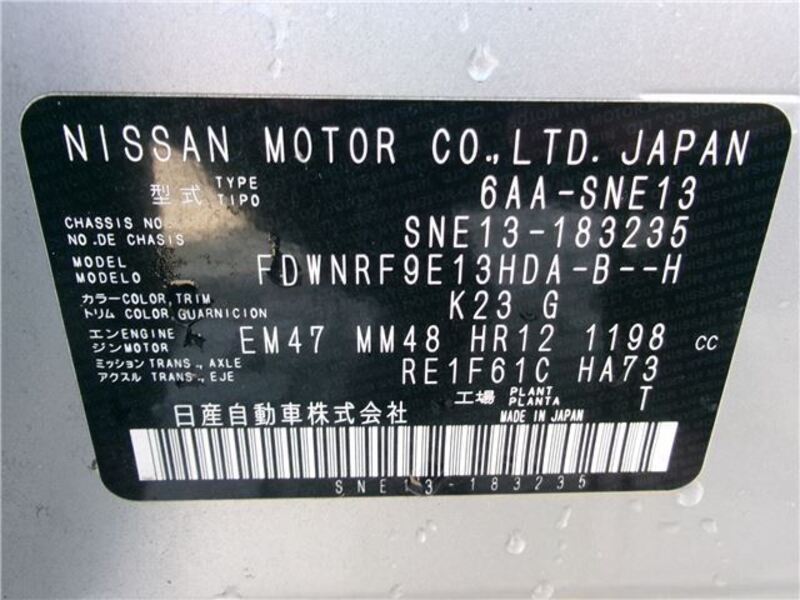 NISSAN MOTOR CO.,LTD. JAPAN
型式 TYPE TIPO 6AA-SNE13
CHASSIS NO. NO.DE CHASIS SNE13-183235
MODEL MODELO FDWNRF9E13HDA-B--H
カラー COLOR,TRIM トリム COLOR,GUARNICION K23 G
エンジン ENGINE MOTOR EM47 MM48 HR12 1198 cc
ミッション TRANS.,AXLE アクスル TRANS.,EJE RE1F61C HA73
工場 PLANT PLANTA T
日産自動車株式会社 MADE IN JAPAN
SNE13-183235